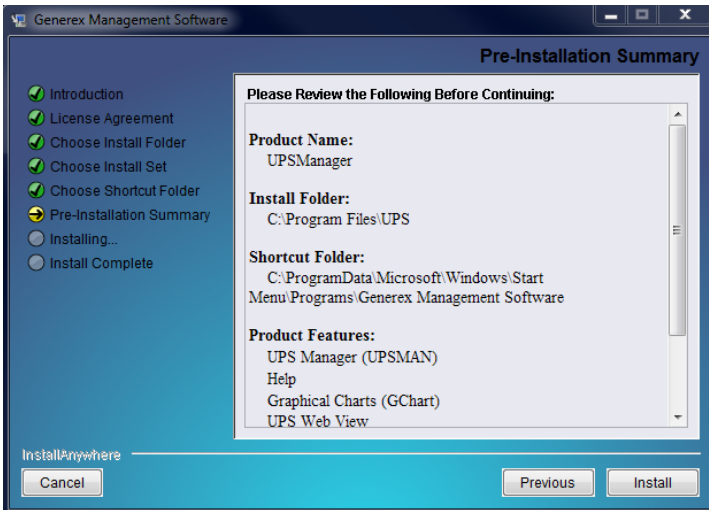 Generex Management Software
Pre-Installation Summary
Introduction
License Agreement
Choose Install Folder
Choose Install Set
Choose Shortcut Folder
Pre-Installation Summary
Installing...
Install Complete
Please Review the Following Before Continuing:
Product Name:
UPSManager
Install Folder:
C:\Program Files\UPS
Shortcut Folder:
C:\ProgramData\Microsoft\Windows\Start
Menu\Programs\Generex Management Software
Product Features:
UPS Manager (UPSMAN)
Help
Graphical Charts (GChart)
UPS Web View
InstallAnywhere
Cancel
Previous
Install